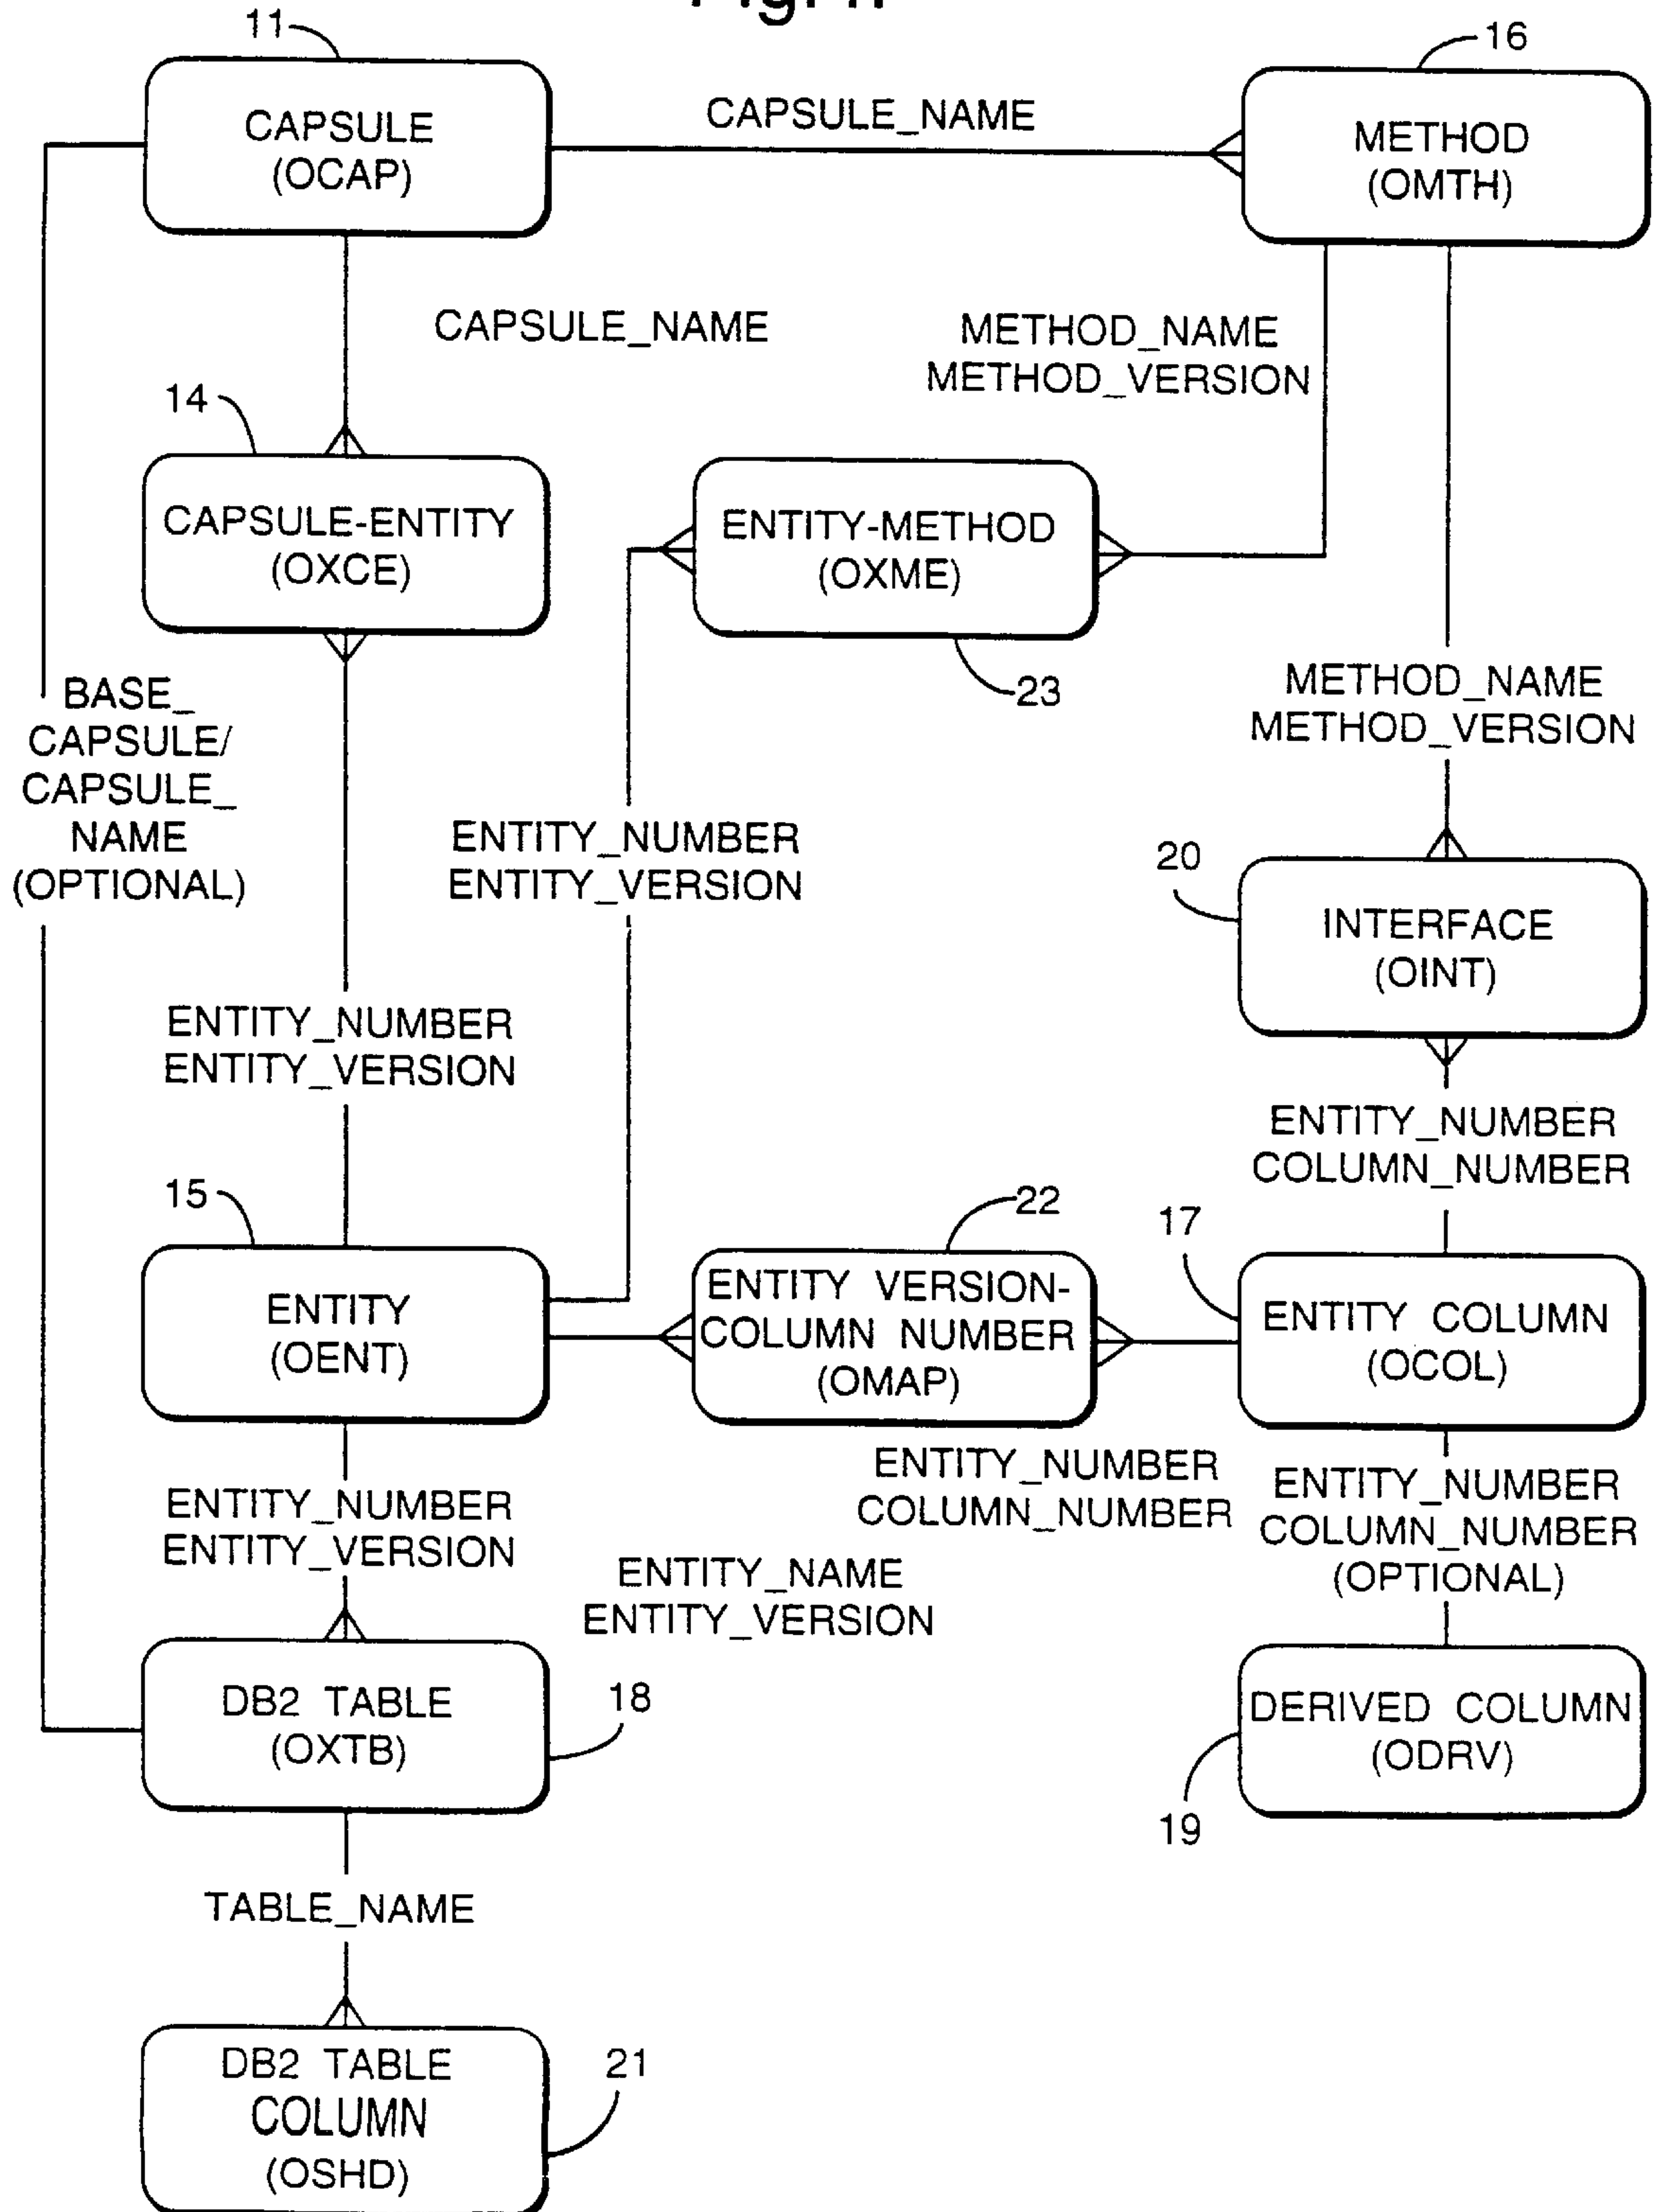 11
16
CAPSULE
(OCAP)
CAPSULE_NAME
METHOD
(OMTH)
CAPSULE_NAME
METHOD_NAME
METHOD_VERSION
14
CAPSULE-ENTITY
(OXCE)
ENTITY-METHOD
(OXME)
23
BASE_
CAPSULE/
CAPSULE_
NAME
(OPTIONAL)
METHOD_NAME
METHOD_VERSION
ENTITY_NUMBER
ENTITY_VERSION
20
INTERFACE
(OINT)
ENTITY_NUMBER
ENTITY_VERSION
ENTITY_NUMBER
COLUMN_NUMBER
15
22
17
ENTITY
(OENT)
ENTITY VERSION-
COLUMN NUMBER
(OMAP)
ENTITY COLUMN
(OCOL)
ENTITY_NUMBER
COLUMN_NUMBER
ENTITY_NUMBER
COLUMN_NUMBER
(OPTIONAL)
ENTITY_NUMBER
ENTITY_VERSION
ENTITY_NAME
ENTITY_VERSION
DB2 TABLE
(OXTB)
18
DERIVED COLUMN
(ODRV)
19
TABLE_NAME
DB2 TABLE
COLUMN
(OSHD)
21